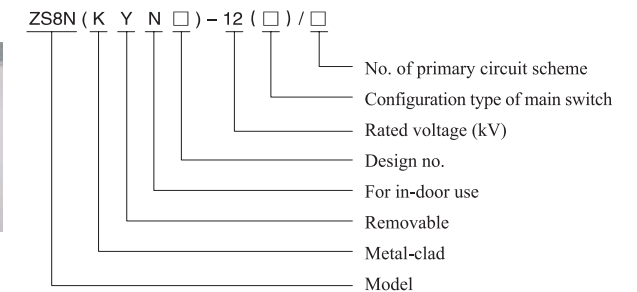 ZS8N ( K Y N □ ) – 12 ( □ ) / □
No. of primary circuit scheme
Configuration type of main switch
Rated voltage (kV)
Design no.
For in-door use
Removable
Metal-clad
Model